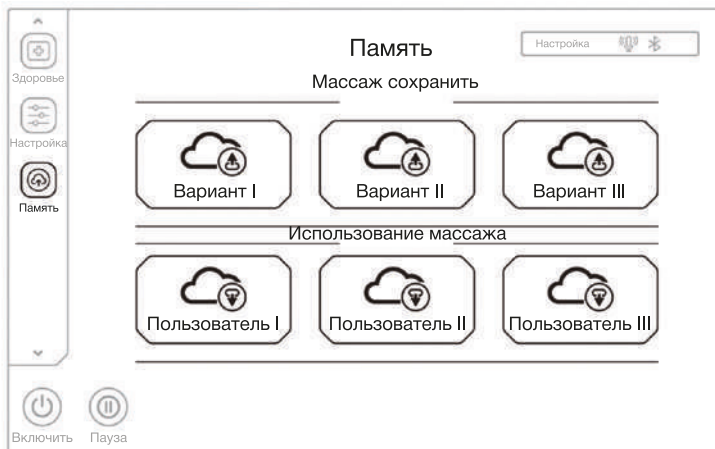 Память
Настройка
Массаж сохранить
Здоровье
Настройка
Память
Вариант I
Вариант II
Вариант III
Использование массажа
Пользователь I
Пользователь II
Пользователь III
Включить
Пауза